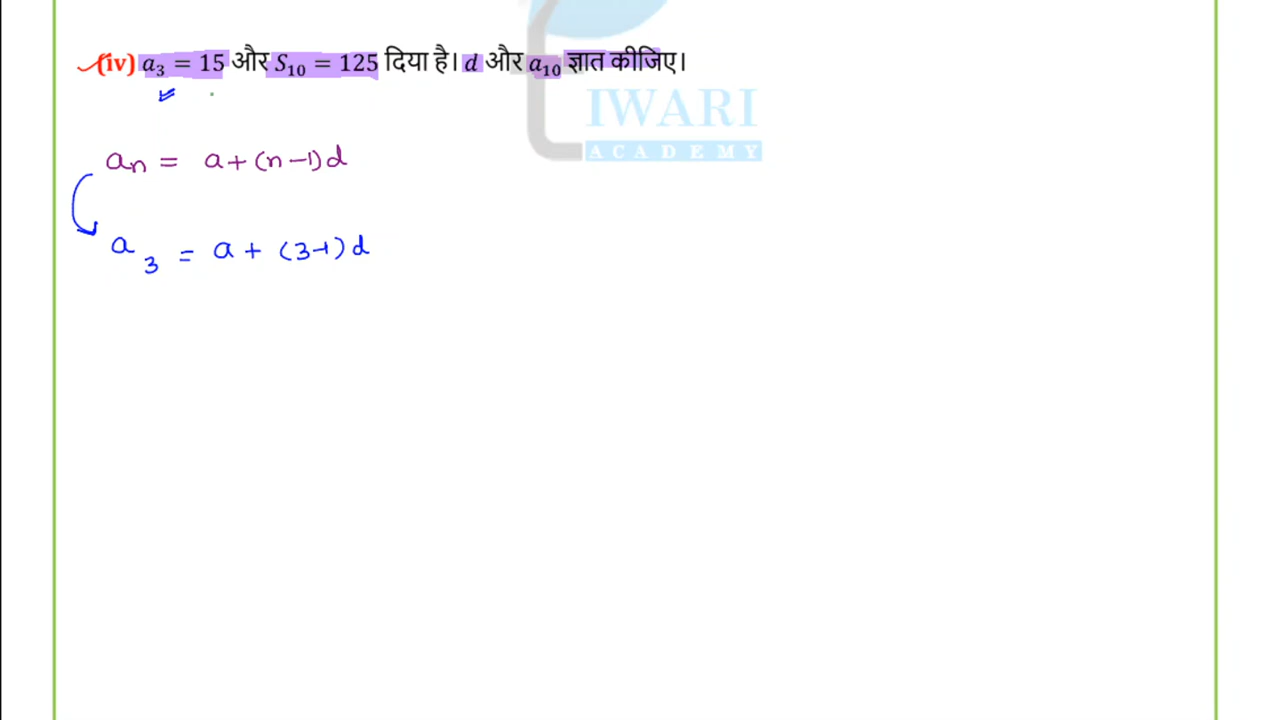 (iv) a₃ = 15 और S₁₀ = 125 दिया है। d और a₁₀ ज्ञात कीजिए।
IWARI
ACADEMY
aₙ = a + (n − 1) d
a₃ = a + (3−1) d